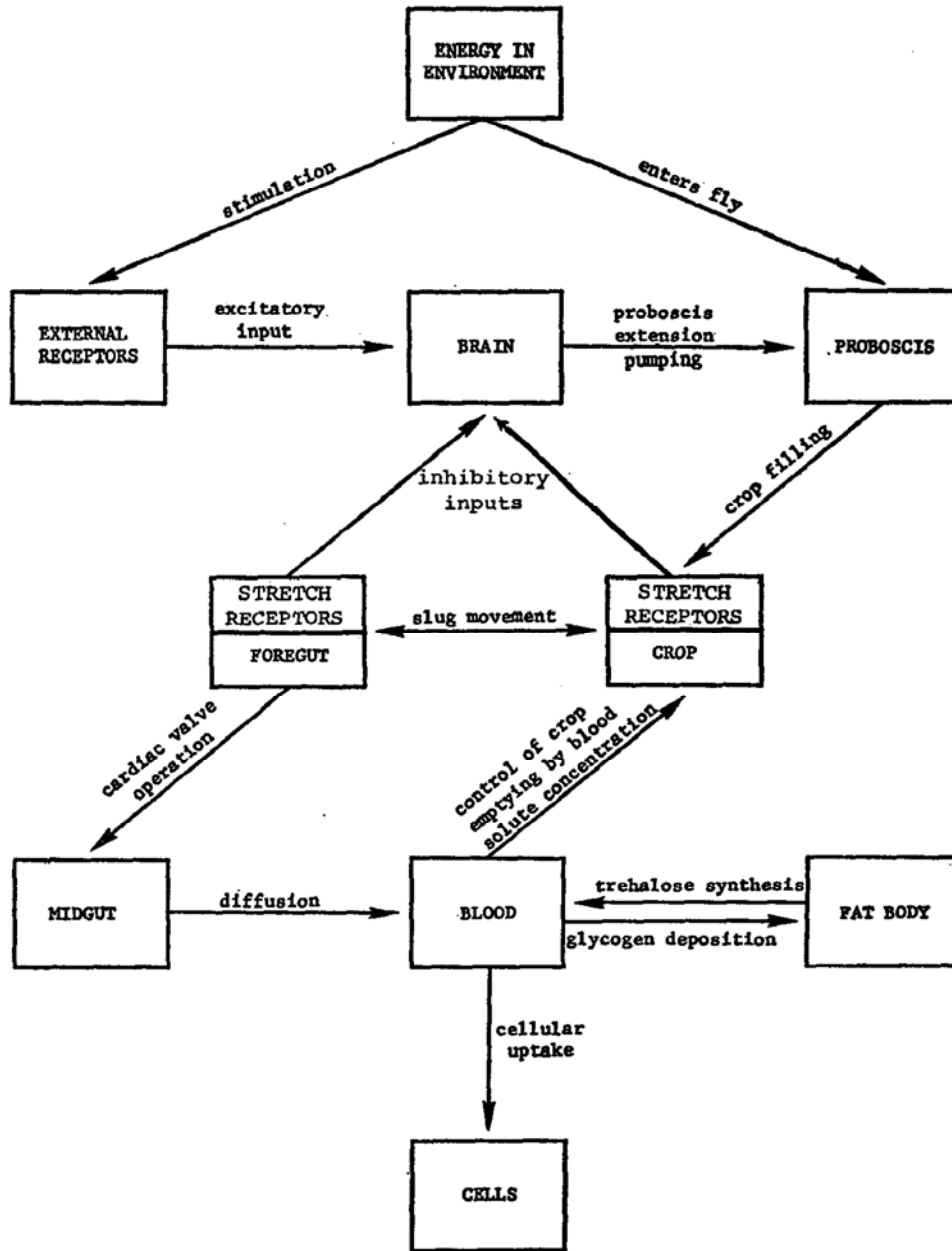 ENERGY IN
ENVIRONMENT
stimulation
enters fly
EXTERNAL
RECEPTORS
excitatory
input
BRAIN
proboscis
extension
pumping
PROBOSCIS
crop filling
inhibitory
inputs
STRETCH
RECEPTORS
FOREGUT
slug movement
STRETCH
RECEPTORS
CROP
cardiac valve
operation
control of crop
emptying by blood
solute concentration
MIDGUT
diffusion
BLOOD
trehalose synthesis
glycogen deposition
FAT BODY
cellular
uptake
CELLS